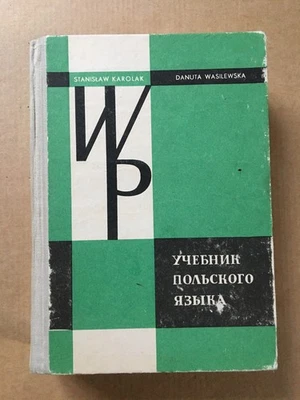 STANISŁAW KAROLAK DANUTA WASILEWSKA
WP
УЧЕБНИК
ПОЛЬСКОГО
ЯЗЫКА